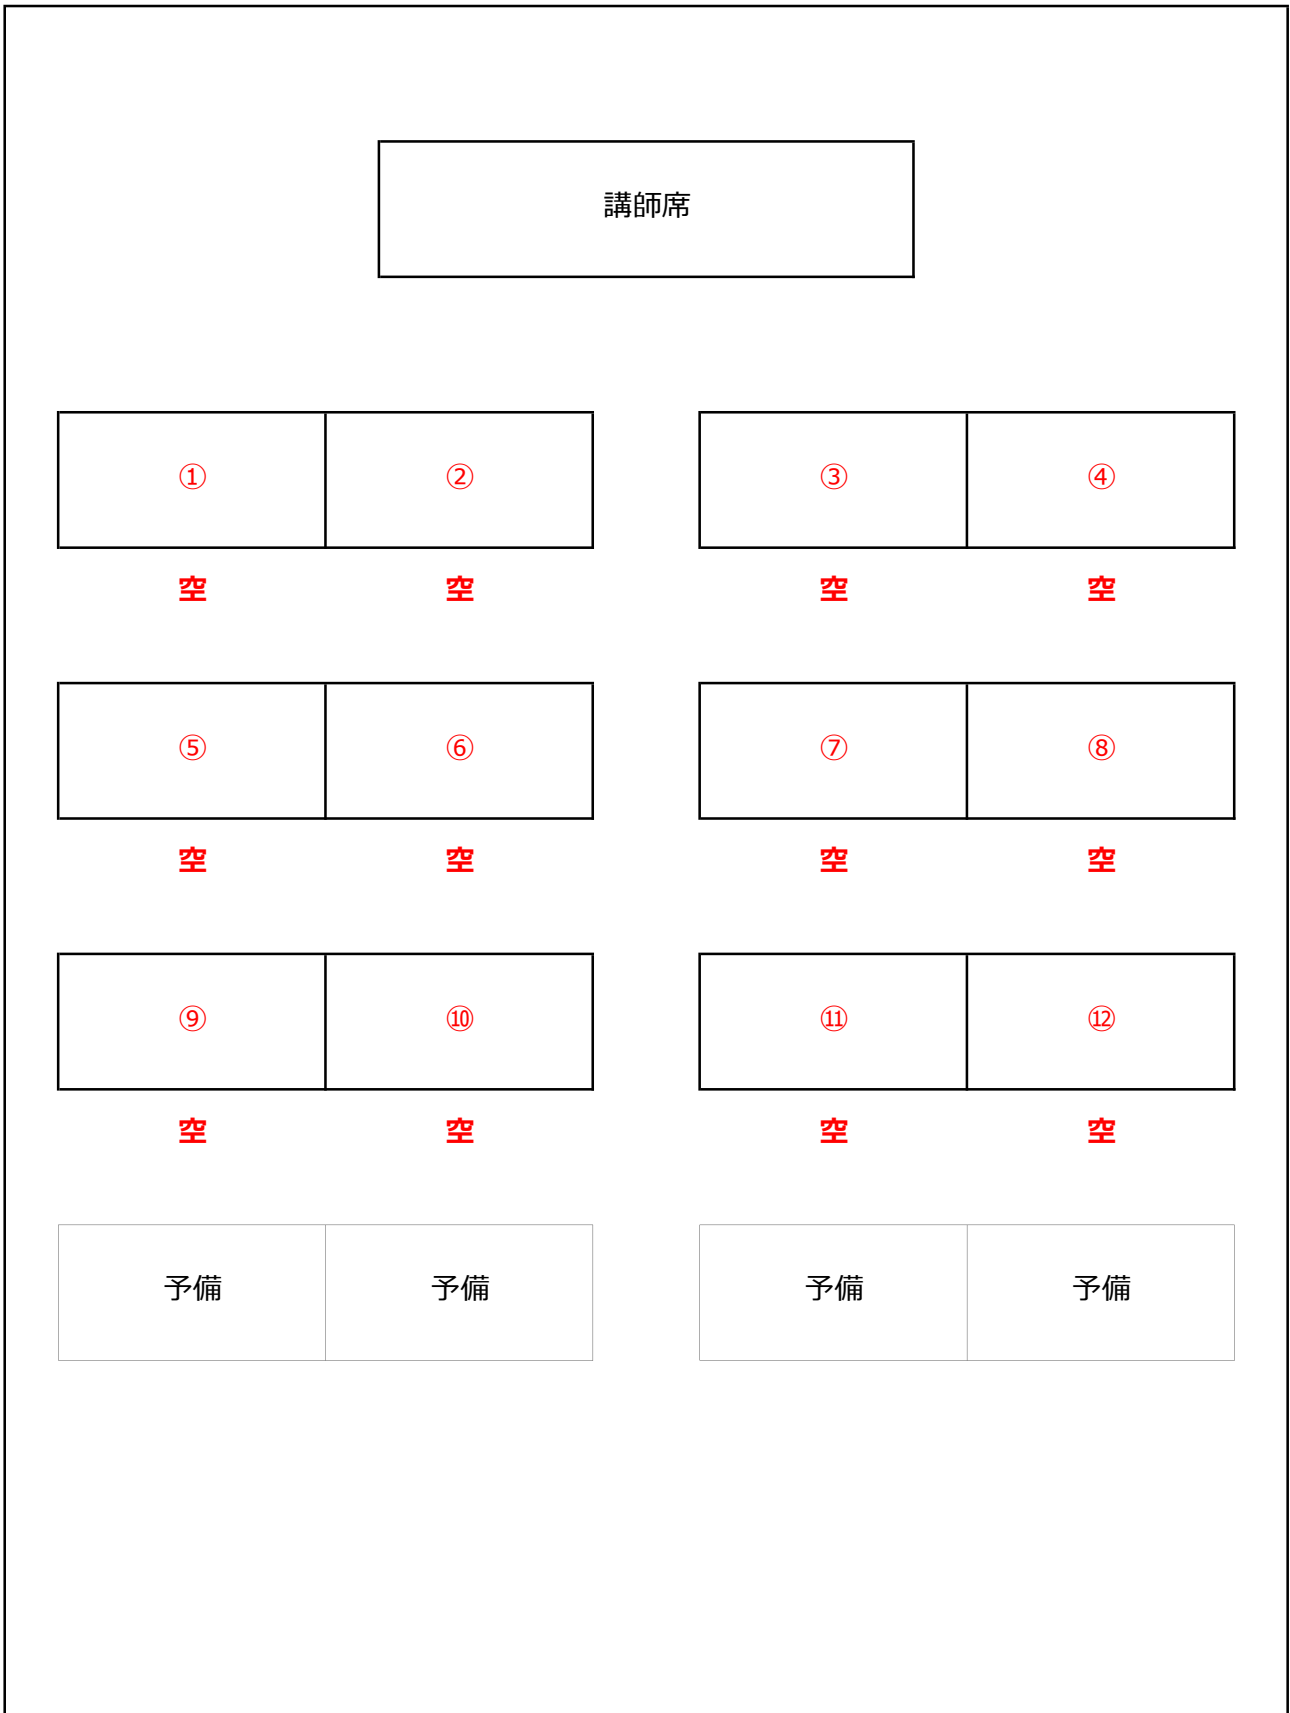 講師席
① ② ③ ④
空 空 空 空
⑤ ⑥ ⑦ ⑧
空 空 空 空
⑨ ⑩ ⑪ ⑫
空 空 空 空
予備 予備 予備 予備